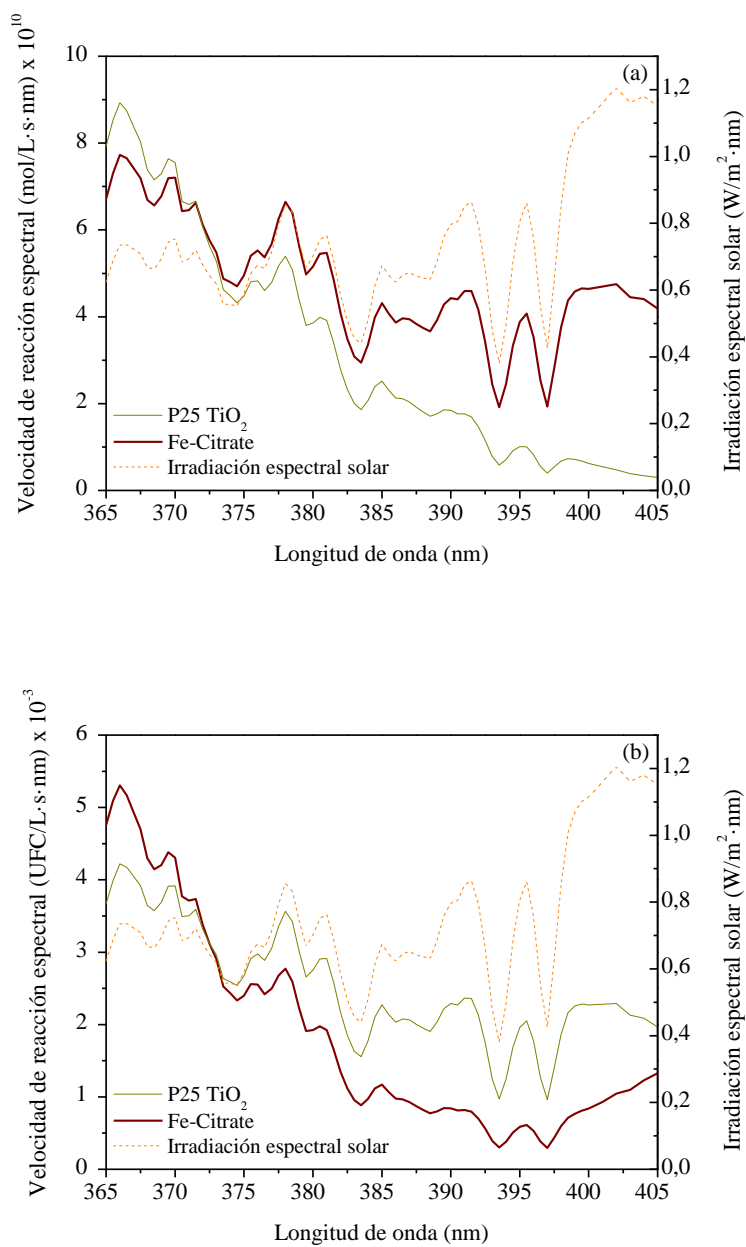 (a)
Velocidad de reacción espectral (mol/L·s·nm) x 10^10
10
8
6
4
2
0
Irradiación espectral solar (W/m²·nm)
1,2
1,0
0,8
0,6
0,4
0,2
0,0
P25 TiO₂
Fe-Citrate
Irradiación espectral solar
365 370 375 380 385 390 395 400 405
Longitud de onda (nm)
(b)
Velocidad de reacción espectral (UFC/L·s·nm) x 10^-3
6
5
4
3
2
1
0
Irradiación espectral solar (W/m²·nm)
1,2
1,0
0,8
0,6
0,4
0,2
0,0
P25 TiO₂
Fe-Citrate
Irradiación espectral solar
365 370 375 380 385 390 395 400 405
Longitud de onda (nm)